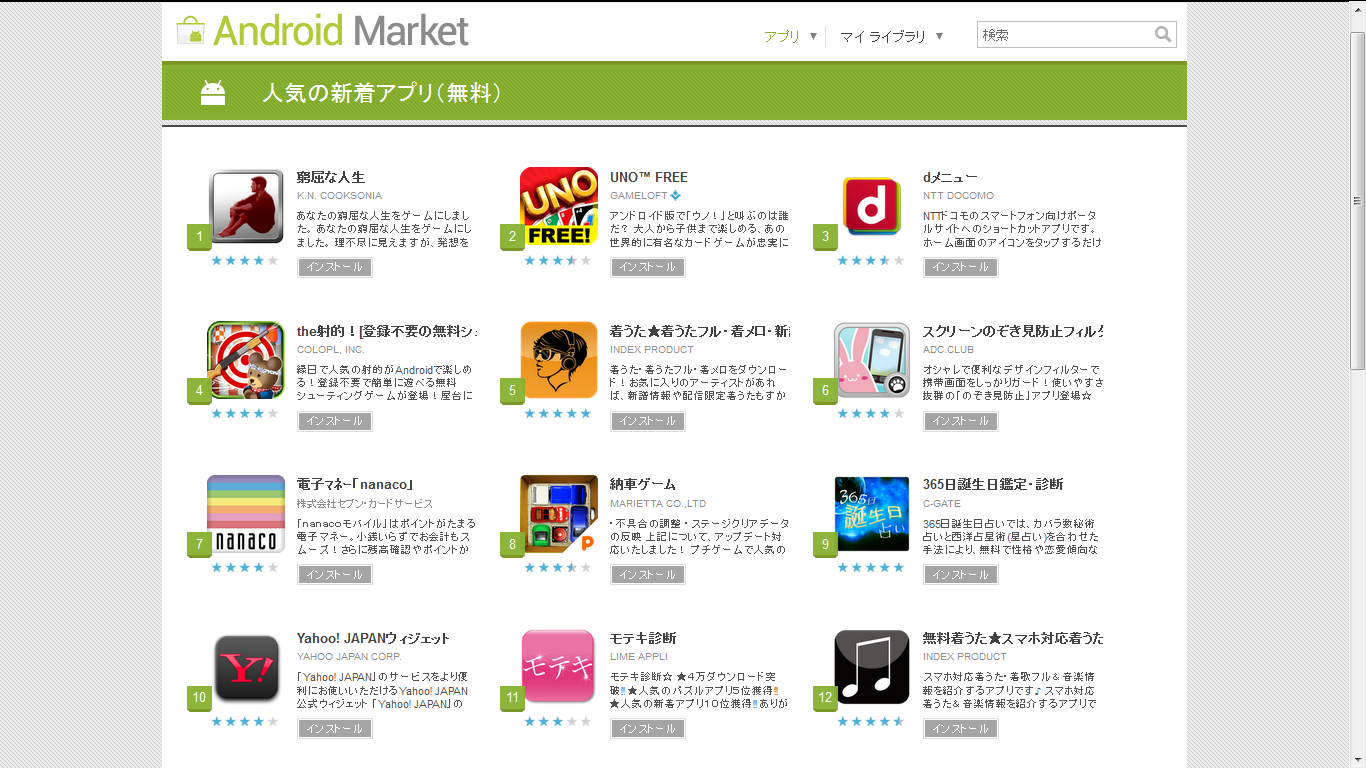 Android Market
アプリ ▼ マイ ライブラリ ▼ 検索
人気の新着アプリ（無料）
1
窮屈な人生
K.N. COOKSONIA
あなたの窮屈な人生をゲームにしまし
た。あなたの窮屈な人生をゲームにし
ました。 理不尽に見えますが、発想を
インストール
UNO
FREE!
2
UNO™ FREE
GAMELOFT
アンドロイド版で「ウノ！」と叫ぶのは誰
だ？ 大人から子供まで楽しめる、あの
世界的に有名なカードゲームが忠実に
インストール
d
3
dメニュー
NTT DOCOMO
NTTドコモのスマートフォン向けポータ
ルサイトへのショートカットアプリです。
ホーム画面のアイコンをタップするだけ
インストール
4
the射的！[登録不要の無料シュ
COLOPL, INC.
縁日で人気の射的がAndroidで楽しめ
る！登録不要で簡単に遊べる無料
シューティングゲームが登場！屋台に
インストール
5
着うた★着うたフル・着メロ・新譜
INDEX PRODUCT
着うた・着うたフル・着メロをダウンロー
ド！お気に入りのアーティストがあれ
ば、新譜情報や配信限定着うたもすか
インストール
6
スクリーンのぞき見防止フィルタ
ADC.CLUB
オシャレで便利なデザインフィルターで
携帯画面をしっかりガード！使いやすさ
抜群の「のぞき見防止」アプリ登場☆
インストール
nanaco
7
電子マネー「nanaco」
株式会社セブン・カードサービス
「nanacoモバイル」はポイントがたまる
電子マネー。小銭いらずでお会計もス
ムーズ！さらに残高確認やポイントか
インストール
P
8
納車ゲーム
MARIETTA CO.,LTD
・不具合の調整 ・ステージクリアデータ
の反映 上記について、アップデート対
応いたしました！ プチゲームで人気の
インストール
365日
誕生日
占い
9
365日誕生日鑑定・診断
C-GATE
365日誕生日占いでは、カバラ数秘術
占いと西洋占星術(星占い)を合わせた
手法により、無料で性格や恋愛傾向な
インストール
Y!
10
Yahoo! JAPANウィジェット
YAHOO JAPAN CORP.
「Yahoo! JAPAN」のサービスをより便
利にお使いいただけるYahoo! JAPAN
公式ウィジェット 「Yahoo! JAPAN」の
インストール
モテキ
11
モテキ診断
LIME APPLI
モテキ診断☆ ★4万ダウンロード突
破‼★人気のパズルアプリ5位獲得‼
★人気の新着アプリ１０位獲得‼ありが
インストール
12
無料着うた★スマホ対応着うた
INDEX PRODUCT
スマホ対応着うた・着歌フル & 音楽情
報を紹介するアプリです♪ スマホ対応
着うた& 音楽情報を紹介するアプリで
インストール